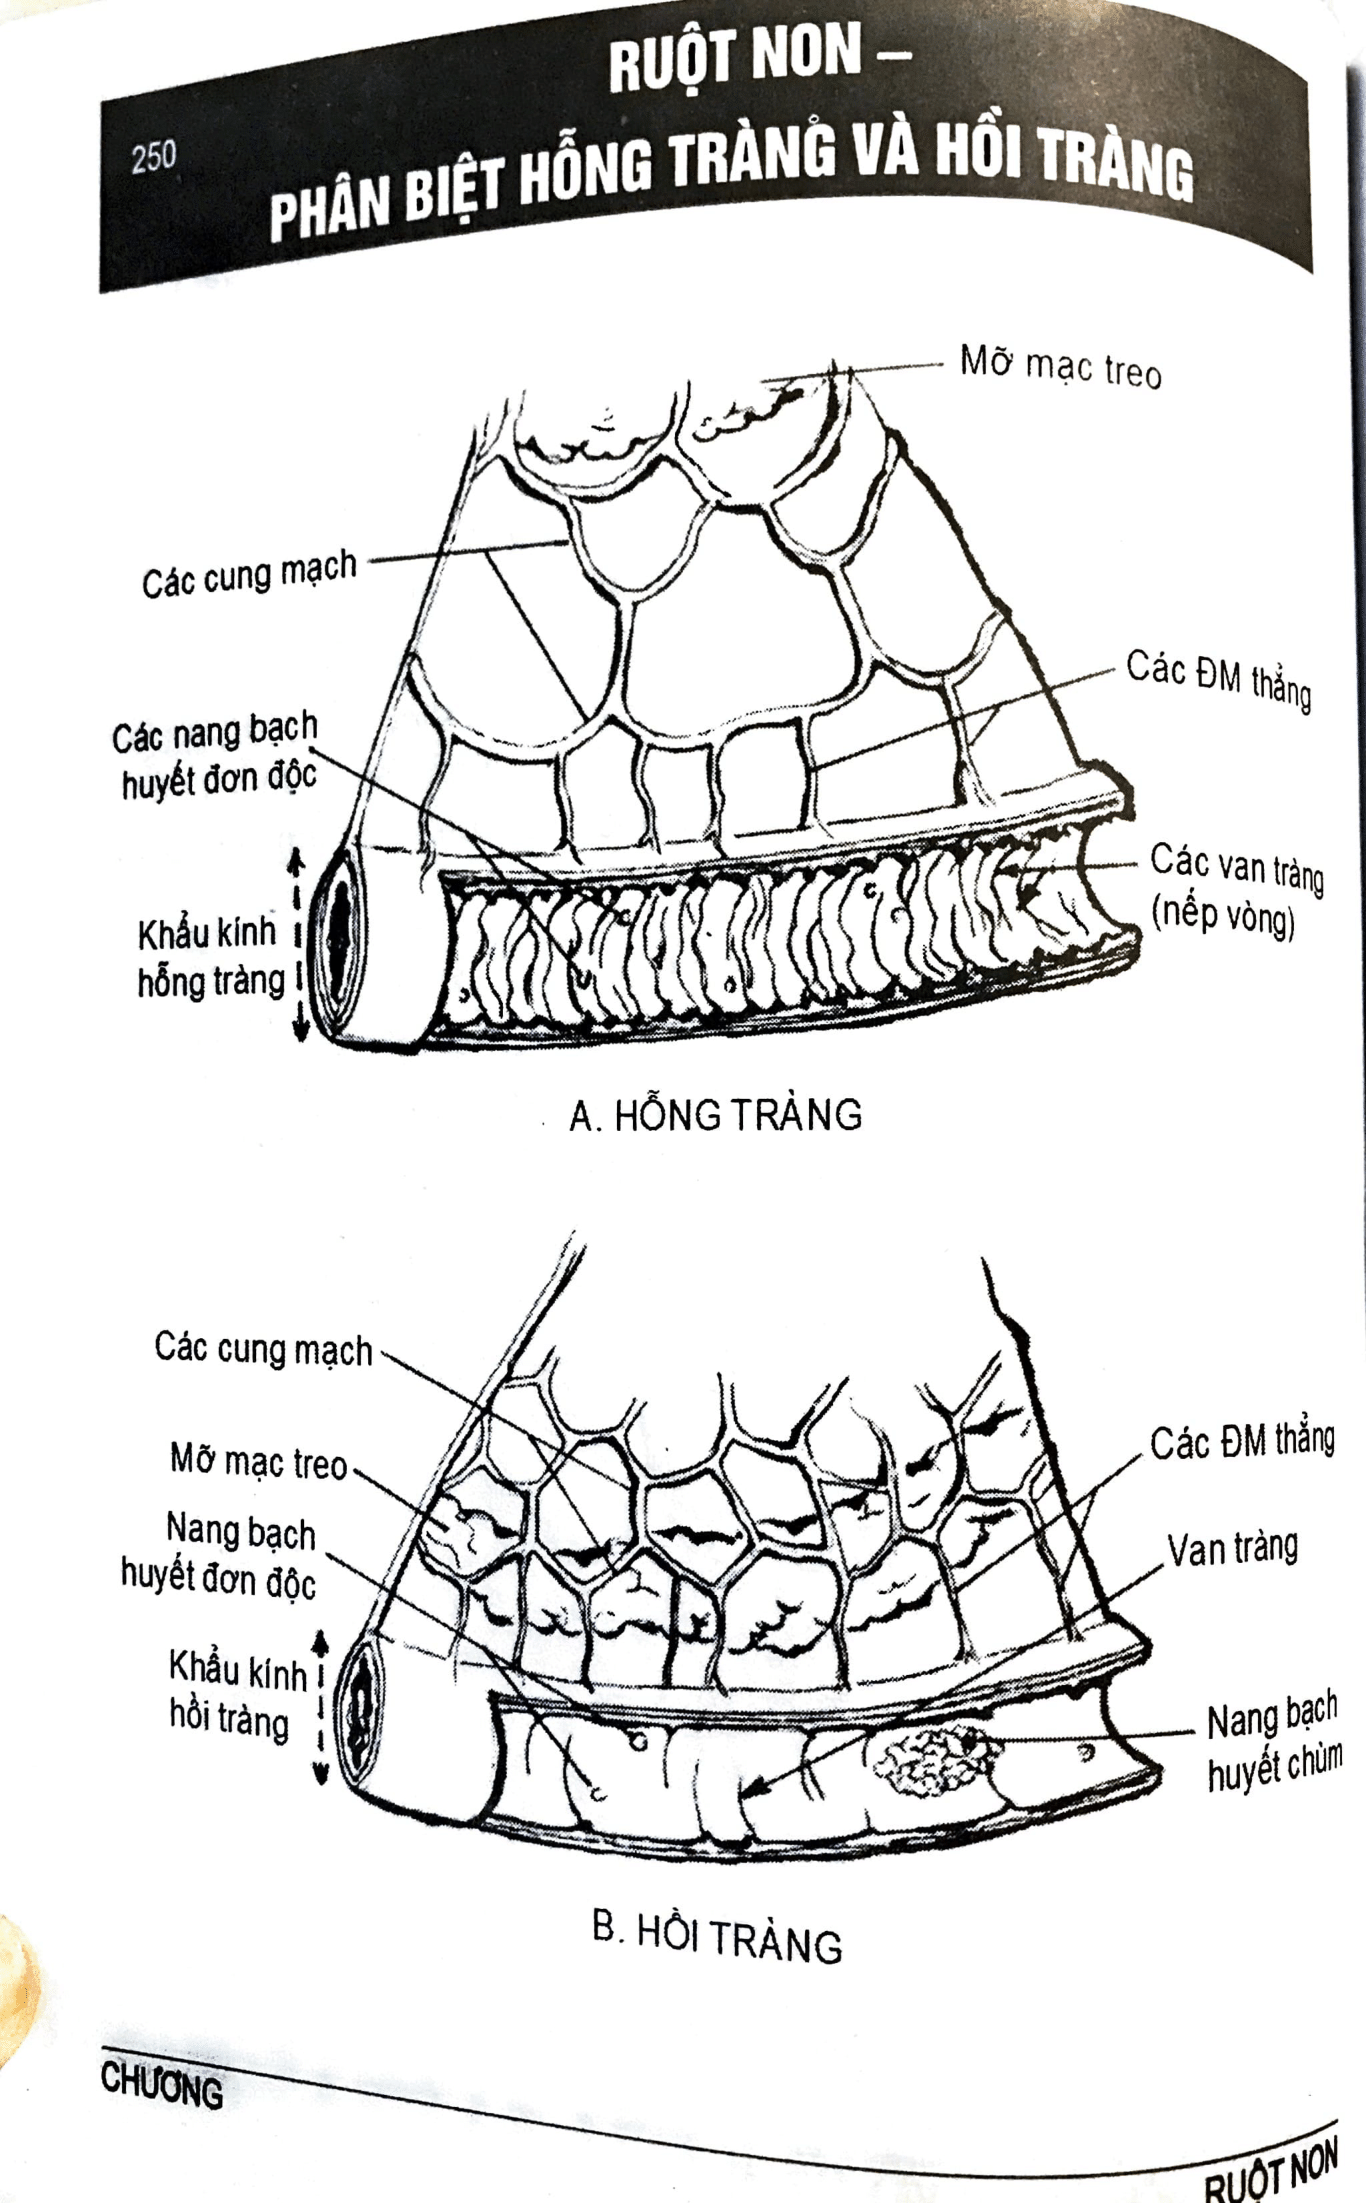 RUỘT NON –
250
PHÂN BIỆT HỖNG TRÀNG VÀ HỒI TRÀNG
Mỡ mạc treo
Các cung mạch
Các ĐM thẳng
Các nang bạch
huyết đơn độc
Các van tràng
(nếp vòng)
Khẩu kính
hỗng tràng
A. HỖNG TRÀNG
Các cung mạch
Các ĐM thẳng
Mỡ mạc treo
Nang bạch
huyết đơn độc
Van tràng
Khẩu kính
hồi tràng
Nang bạch
huyết chùm
B. HỒI TRÀNG
CHƯƠNG
RUỘT NON